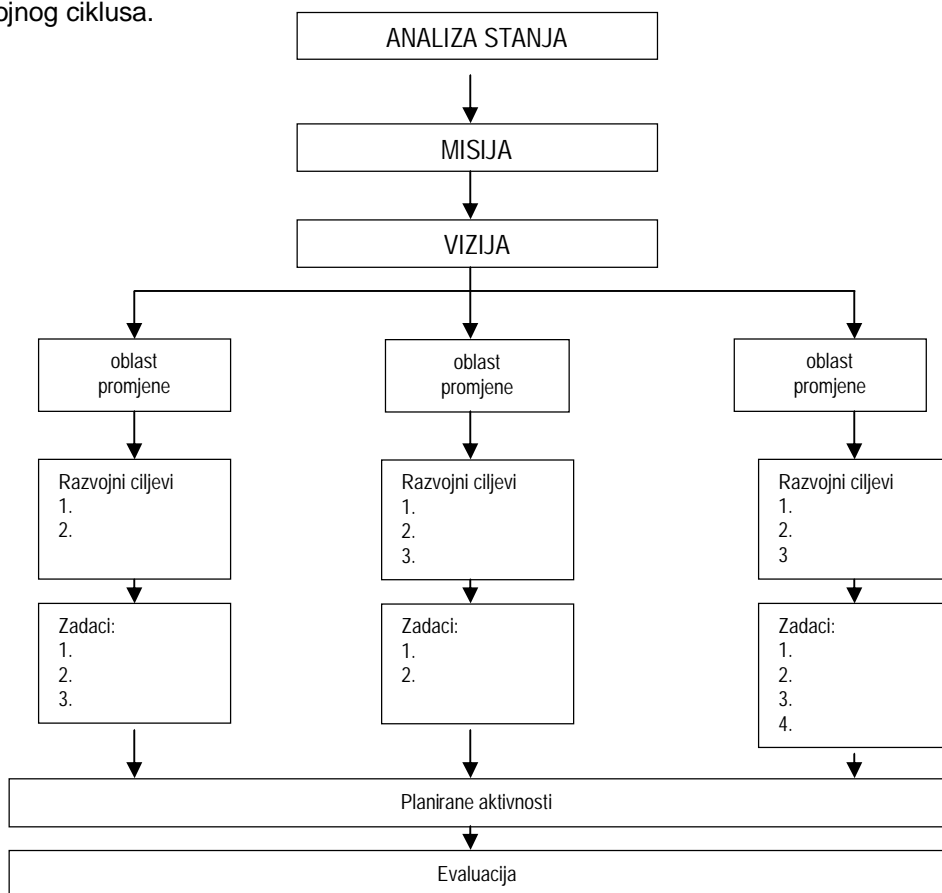 ojnog ciklusa.
ANALIZA STANJA
MISIJA
VIZIJA
oblast
promjene
oblast
promjene
oblast
promjene
Razvojni ciljevi
1.
2.
Razvojni ciljevi
1.
2.
3.
Razvojni ciljevi
1.
2.
3
Zadaci:
1.
2.
3.
Zadaci:
1.
2.
Zadaci:
1.
2.
3.
4.
Planirane aktivnosti
Evaluacija